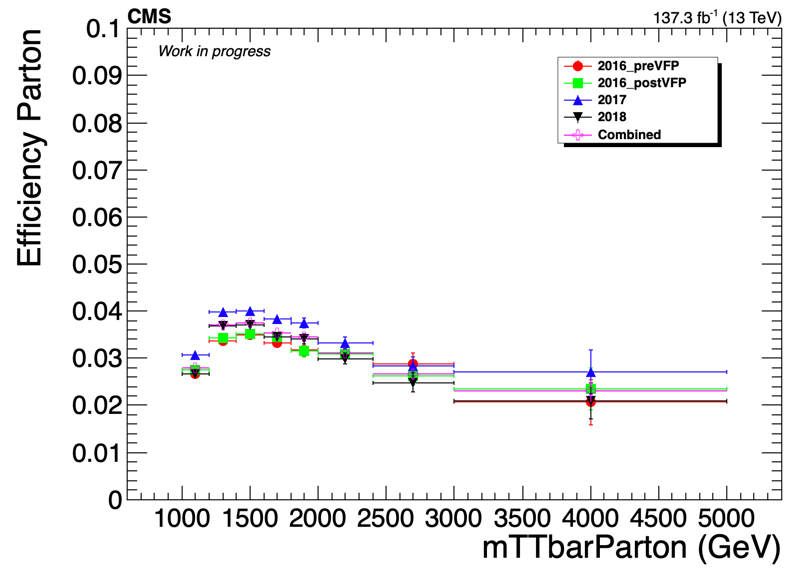 CMS
137.3 fb⁻¹ (13 TeV)
Work in progress
Efficiency Parton
0.1
0.09
0.08
0.07
0.06
0.05
0.04
0.03
0.02
0.01
0
2016_preVFP
2016_postVFP
2017
2018
Combined
1000 1500 2000 2500 3000 3500 4000 4500 5000
mTTbarParton (GeV)